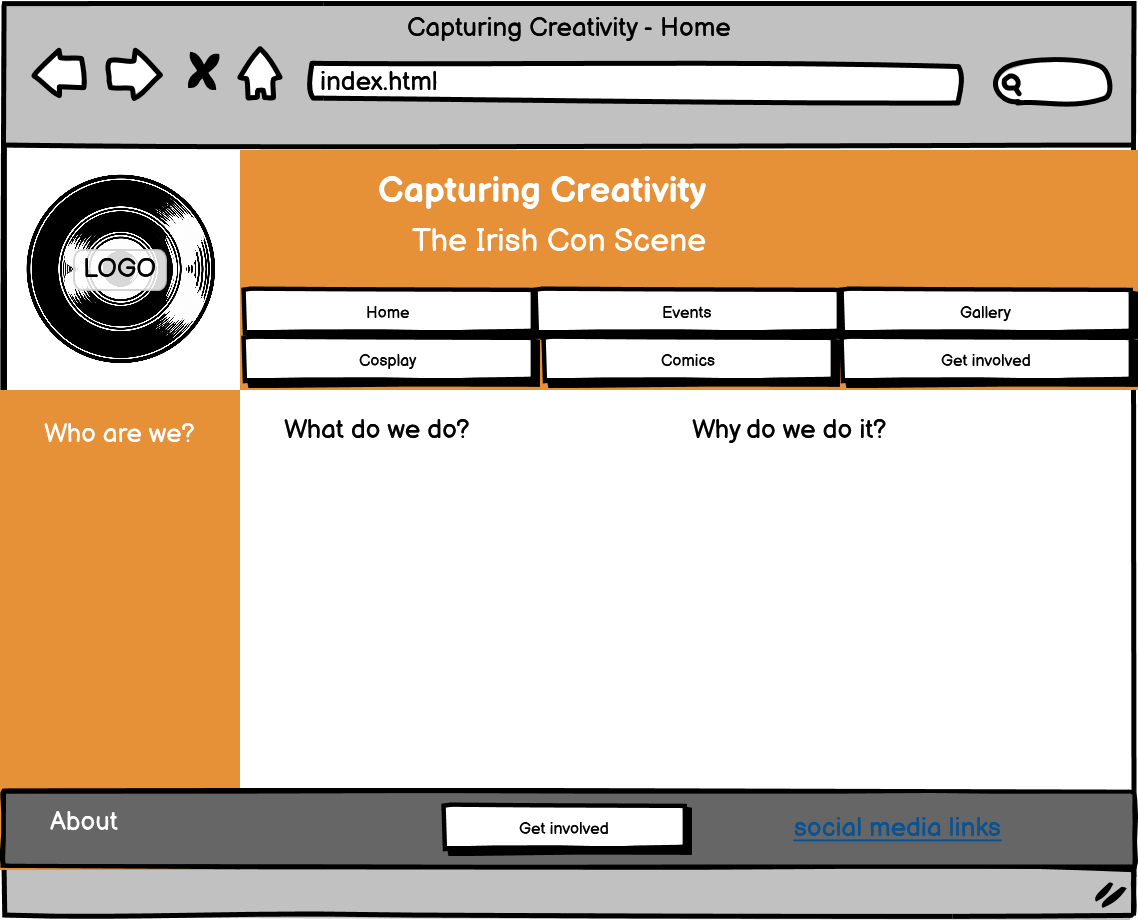 Capturing Creativity - Home
index.html
Capturing Creativity
The Irish Con Scene
LOGO
Home
Events
Gallery
Cosplay
Comics
Get involved
Who are we?
What do we do?
Why do we do it?
About
Get involved
social media links